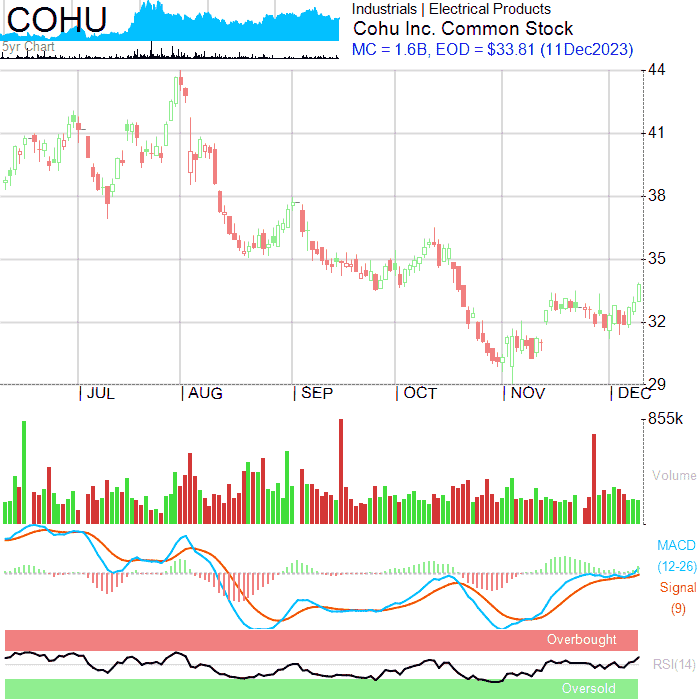 COHU
5yr Chart
Industrials | Electrical Products
Cohu Inc. Common Stock
MC = 1.6B, EOD = $33.81 (11Dec2023)
44
41
38
35
32
29
JUL AUG SEP OCT NOV DEC
855k
Volume
MACD
(12-26)
Signal
(9)
Overbought
RSI(14)
Oversold